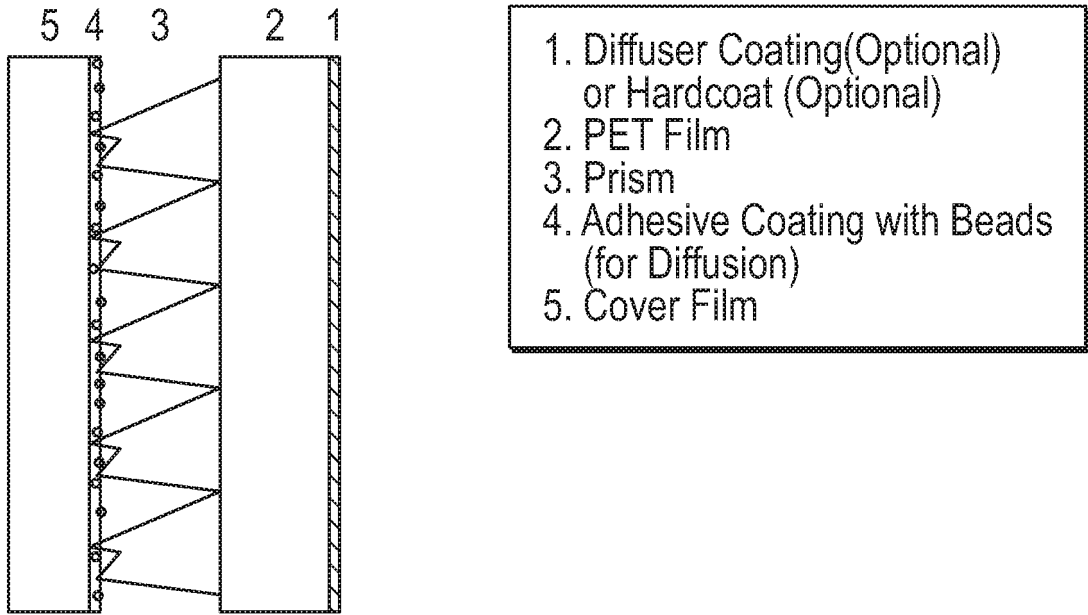 5 4 3 2 1
1. Diffuser Coating(Optional)
or Hardcoat (Optional)
2. PET Film
3. Prism
4. Adhesive Coating with Beads
(for Diffusion)
5. Cover Film